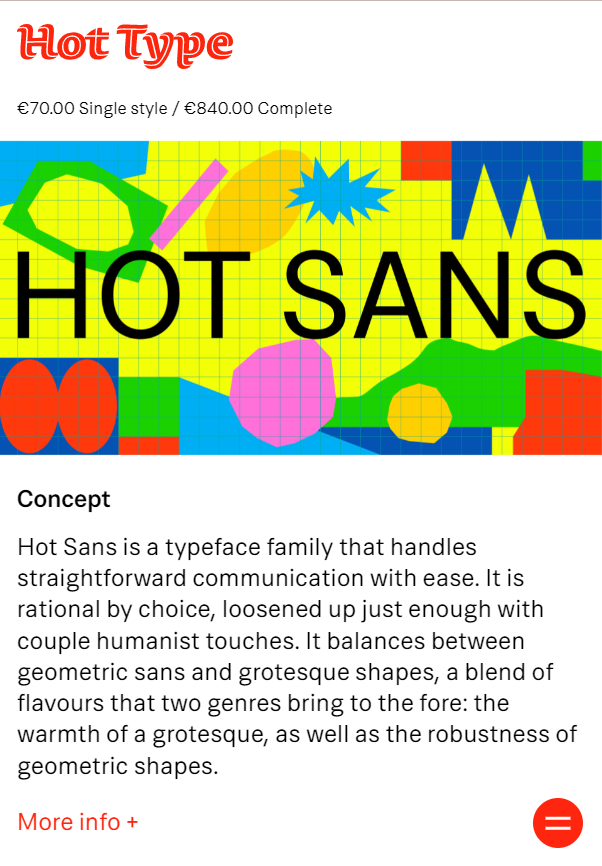 Hot Type
€70.00 Single style / €840.00 Complete
HOT SANS
Concept
Hot Sans is a typeface family that handles
straightforward communication with ease. It is
rational by choice, loosened up just enough with
couple humanist touches. It balances between
geometric sans and grotesque shapes, a blend of
flavours that two genres bring to the fore: the
warmth of a grotesque, as well as the robustness of
geometric shapes.
More info +